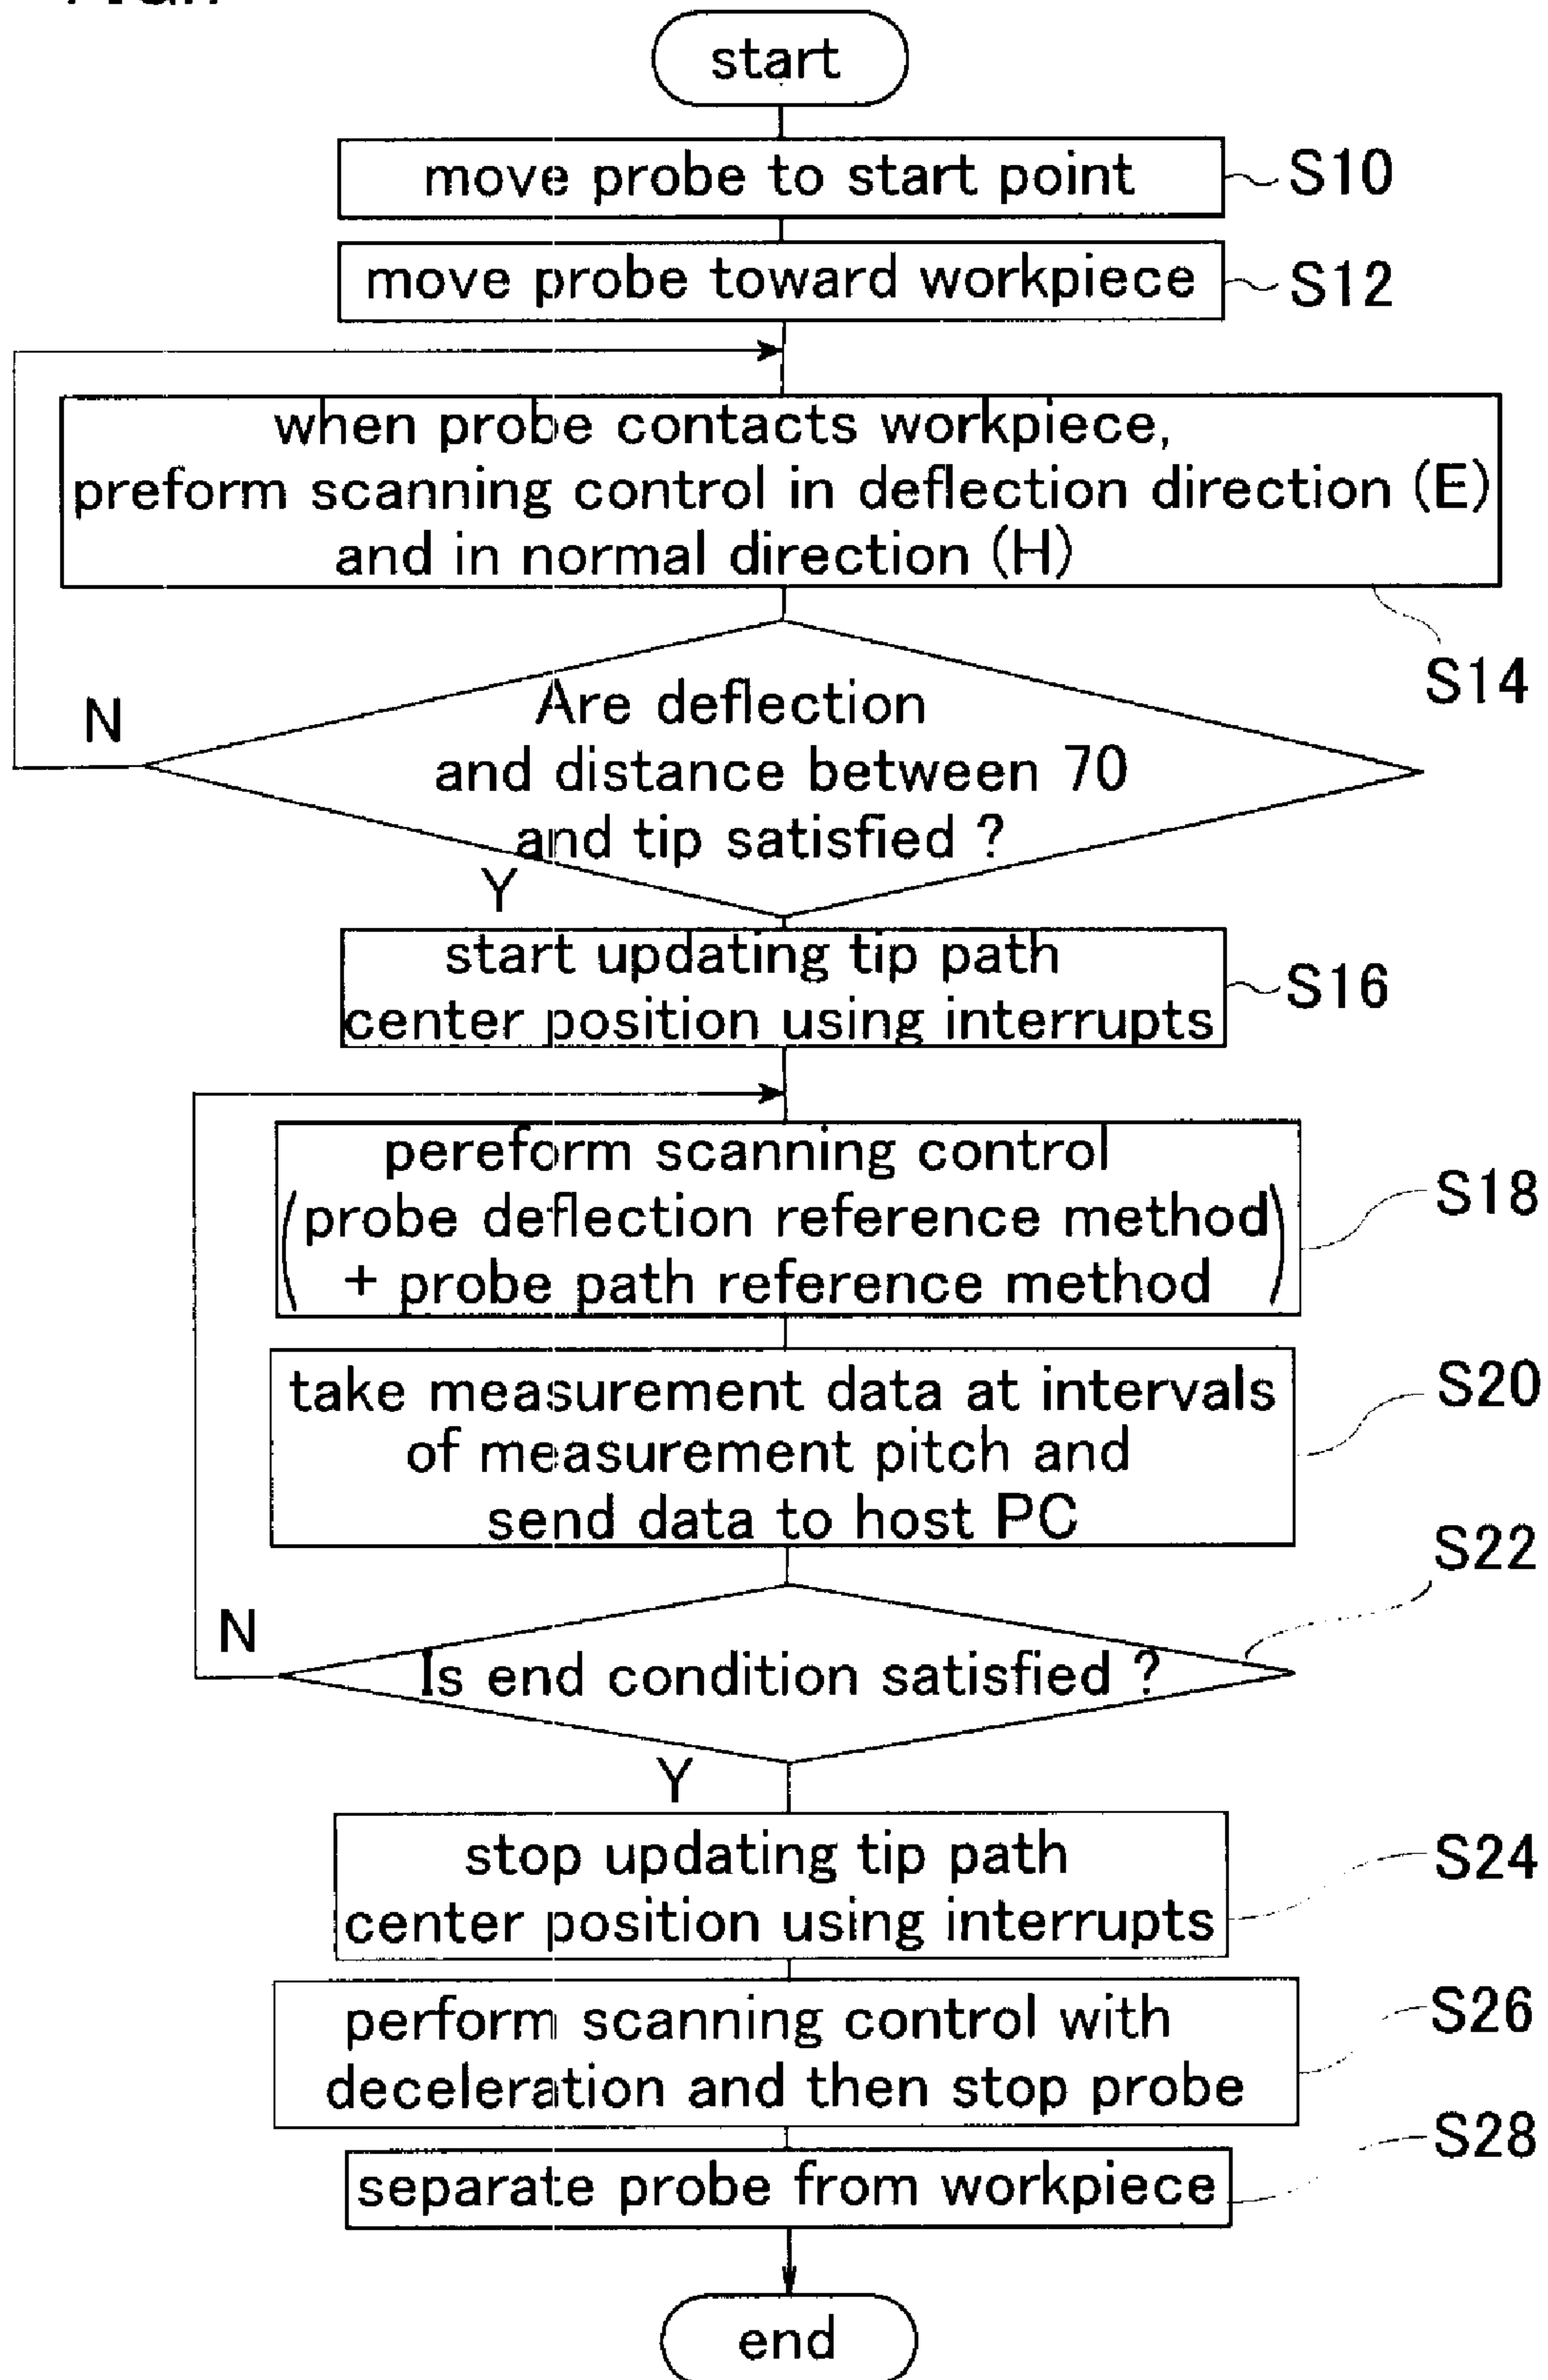 start
move probe to start point
S10
move probe toward workpiece
S12
when probe contacts workpiece,
preform scanning control in deflection direction (E)
and in normal direction (H)
S14
Are deflection
and distance between 70
and tip satisfied ?
N
Y
start updating tip path
center position using interrupts
S16
pereform scanning control
(probe deflection reference method
+ probe path reference method)
S18
take measurement data at intervals
of measurement pitch and
send data to host PC
S20
S22
N
Is end condition satisfied ?
Y
stop updating tip path
center position using interrupts
S24
perform scanning control with
deceleration and then stop probe
S26
separate probe from workpiece
S28
end